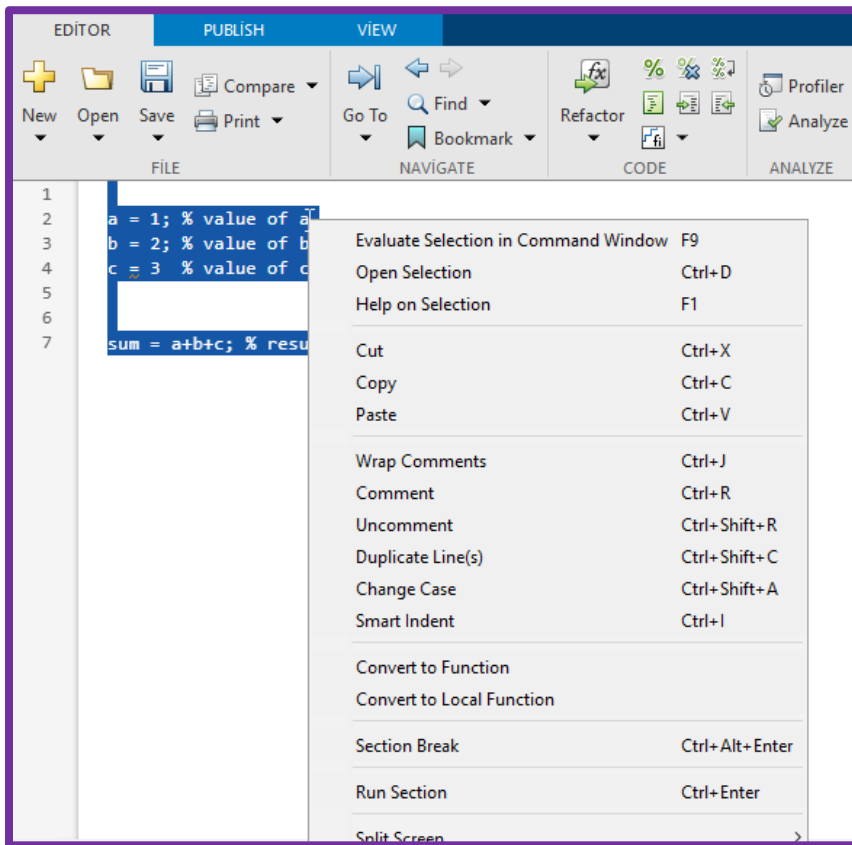 EDİTOR PUBLİSH VİEW
New Open Save Compare Print
Go To Find Bookmark
Refactor
Profiler
Analyze
FİLE NAVİGATE CODE ANALYZE
1
2 a = 1; % value of a
3 b = 2; % value of b
4 c = 3 % value of c
5
6
7 sum = a+b+c; % resu
Evaluate Selection in Command Window F9
Open Selection Ctrl+D
Help on Selection F1
Cut Ctrl+X
Copy Ctrl+C
Paste Ctrl+V
Wrap Comments Ctrl+J
Comment Ctrl+R
Uncomment Ctrl+Shift+R
Duplicate Line(s) Ctrl+Shift+C
Change Case Ctrl+Shift+A
Smart Indent Ctrl+I
Convert to Function
Convert to Local Function
Section Break Ctrl+Alt+Enter
Run Section Ctrl+Enter
Split Screen